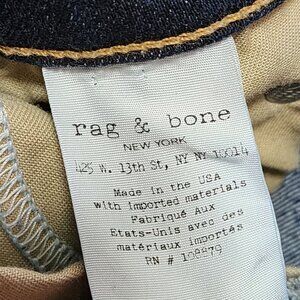 rag & bone
NEW YORK
425 W. 13th St, NY NY 10014
Made in the USA
with imported materials
Fabriqué Aux
Etats-Unis avec des
matériaux importés
RN # 108879